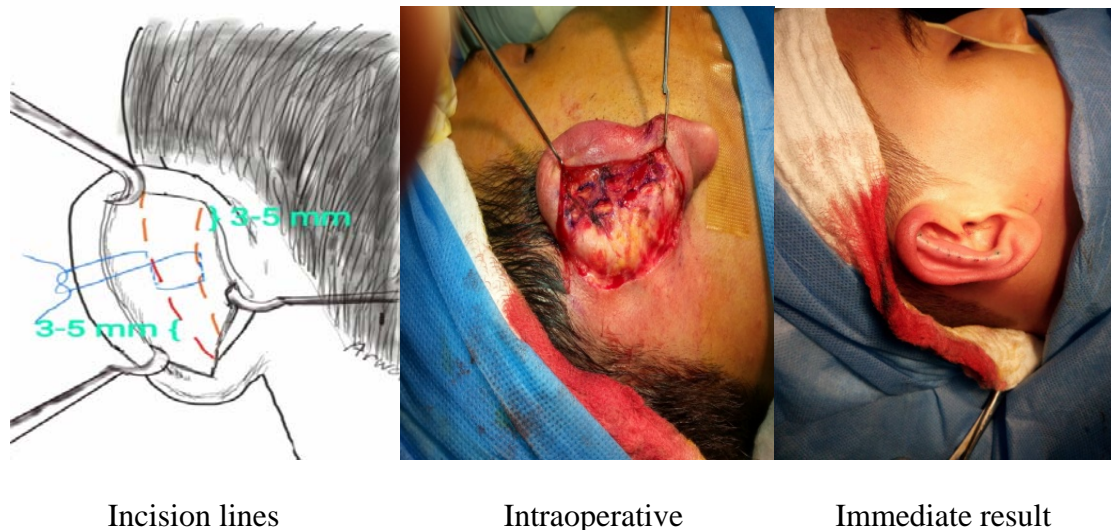 } 3-5 mm
3-5 mm {
Incision lines
Intraoperative
Immediate result